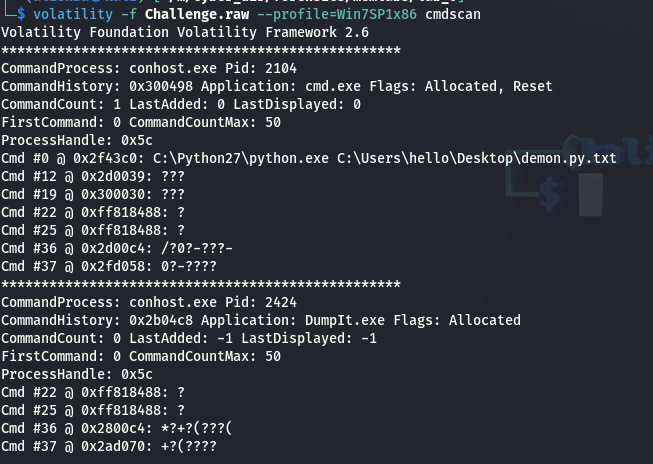 $ volatility -f Challenge.raw --profile=Win7SP1x86 cmdscan
Volatility Foundation Volatility Framework 2.6
**************************************************
CommandProcess: conhost.exe Pid: 2104
CommandHistory: 0x300498 Application: cmd.exe Flags: Allocated, Reset
CommandCount: 1 LastAdded: 0 LastDisplayed: 0
FirstCommand: 0 CommandCountMax: 50
ProcessHandle: 0x5c
Cmd #0 @ 0x2f43c0: C:\Python27\python.exe C:\Users\hello\Desktop\demon.py.txt
Cmd #12 @ 0x2d0039: ???
Cmd #19 @ 0x300030: ???
Cmd #22 @ 0xff818488: ?
Cmd #25 @ 0xff818488: ?
Cmd #36 @ 0x2d00c4: /?0?-???-
Cmd #37 @ 0x2fd058: 0?-????
**************************************************
CommandProcess: conhost.exe Pid: 2424
CommandHistory: 0x2b04c8 Application: DumpIt.exe Flags: Allocated
CommandCount: 0 LastAdded: -1 LastDisplayed: -1
FirstCommand: 0 CommandCountMax: 50
ProcessHandle: 0x5c
Cmd #22 @ 0xff818488: ?
Cmd #25 @ 0xff818488: ?
Cmd #36 @ 0x2800c4: *?+?(???(
Cmd #37 @ 0x2ad070: +?(????